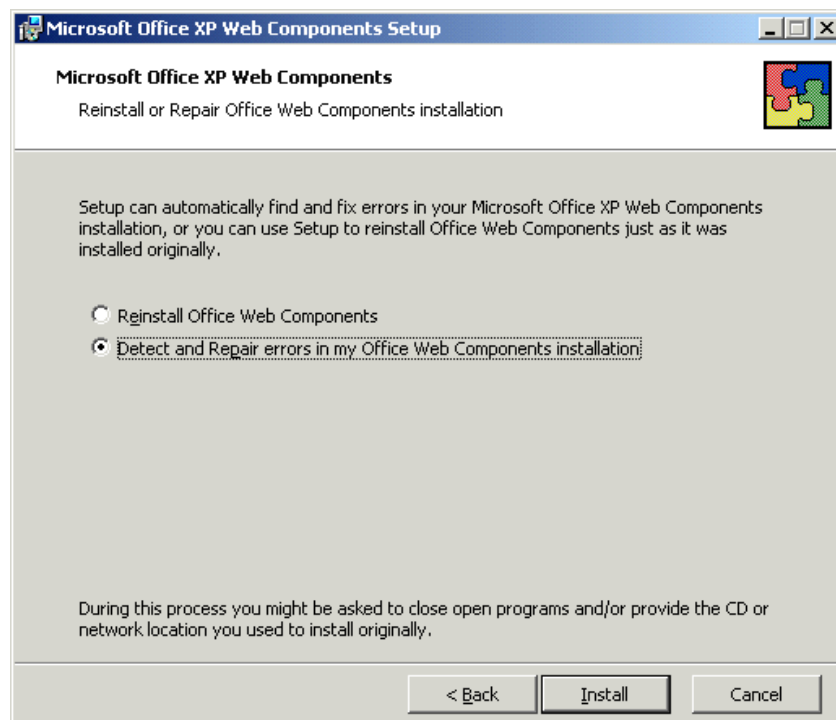 Microsoft Office XP Web Components Setup
Microsoft Office XP Web Components
Reinstall or Repair Office Web Components installation
Setup can automatically find and fix errors in your Microsoft Office XP Web Components
installation, or you can use Setup to reinstall Office Web Components just as it was
installed originally.
Reinstall Office Web Components
Detect and Repair errors in my Office Web Components installation
During this process you might be asked to close open programs and/or provide the CD or
network location you used to install originally.
< Back Install Cancel